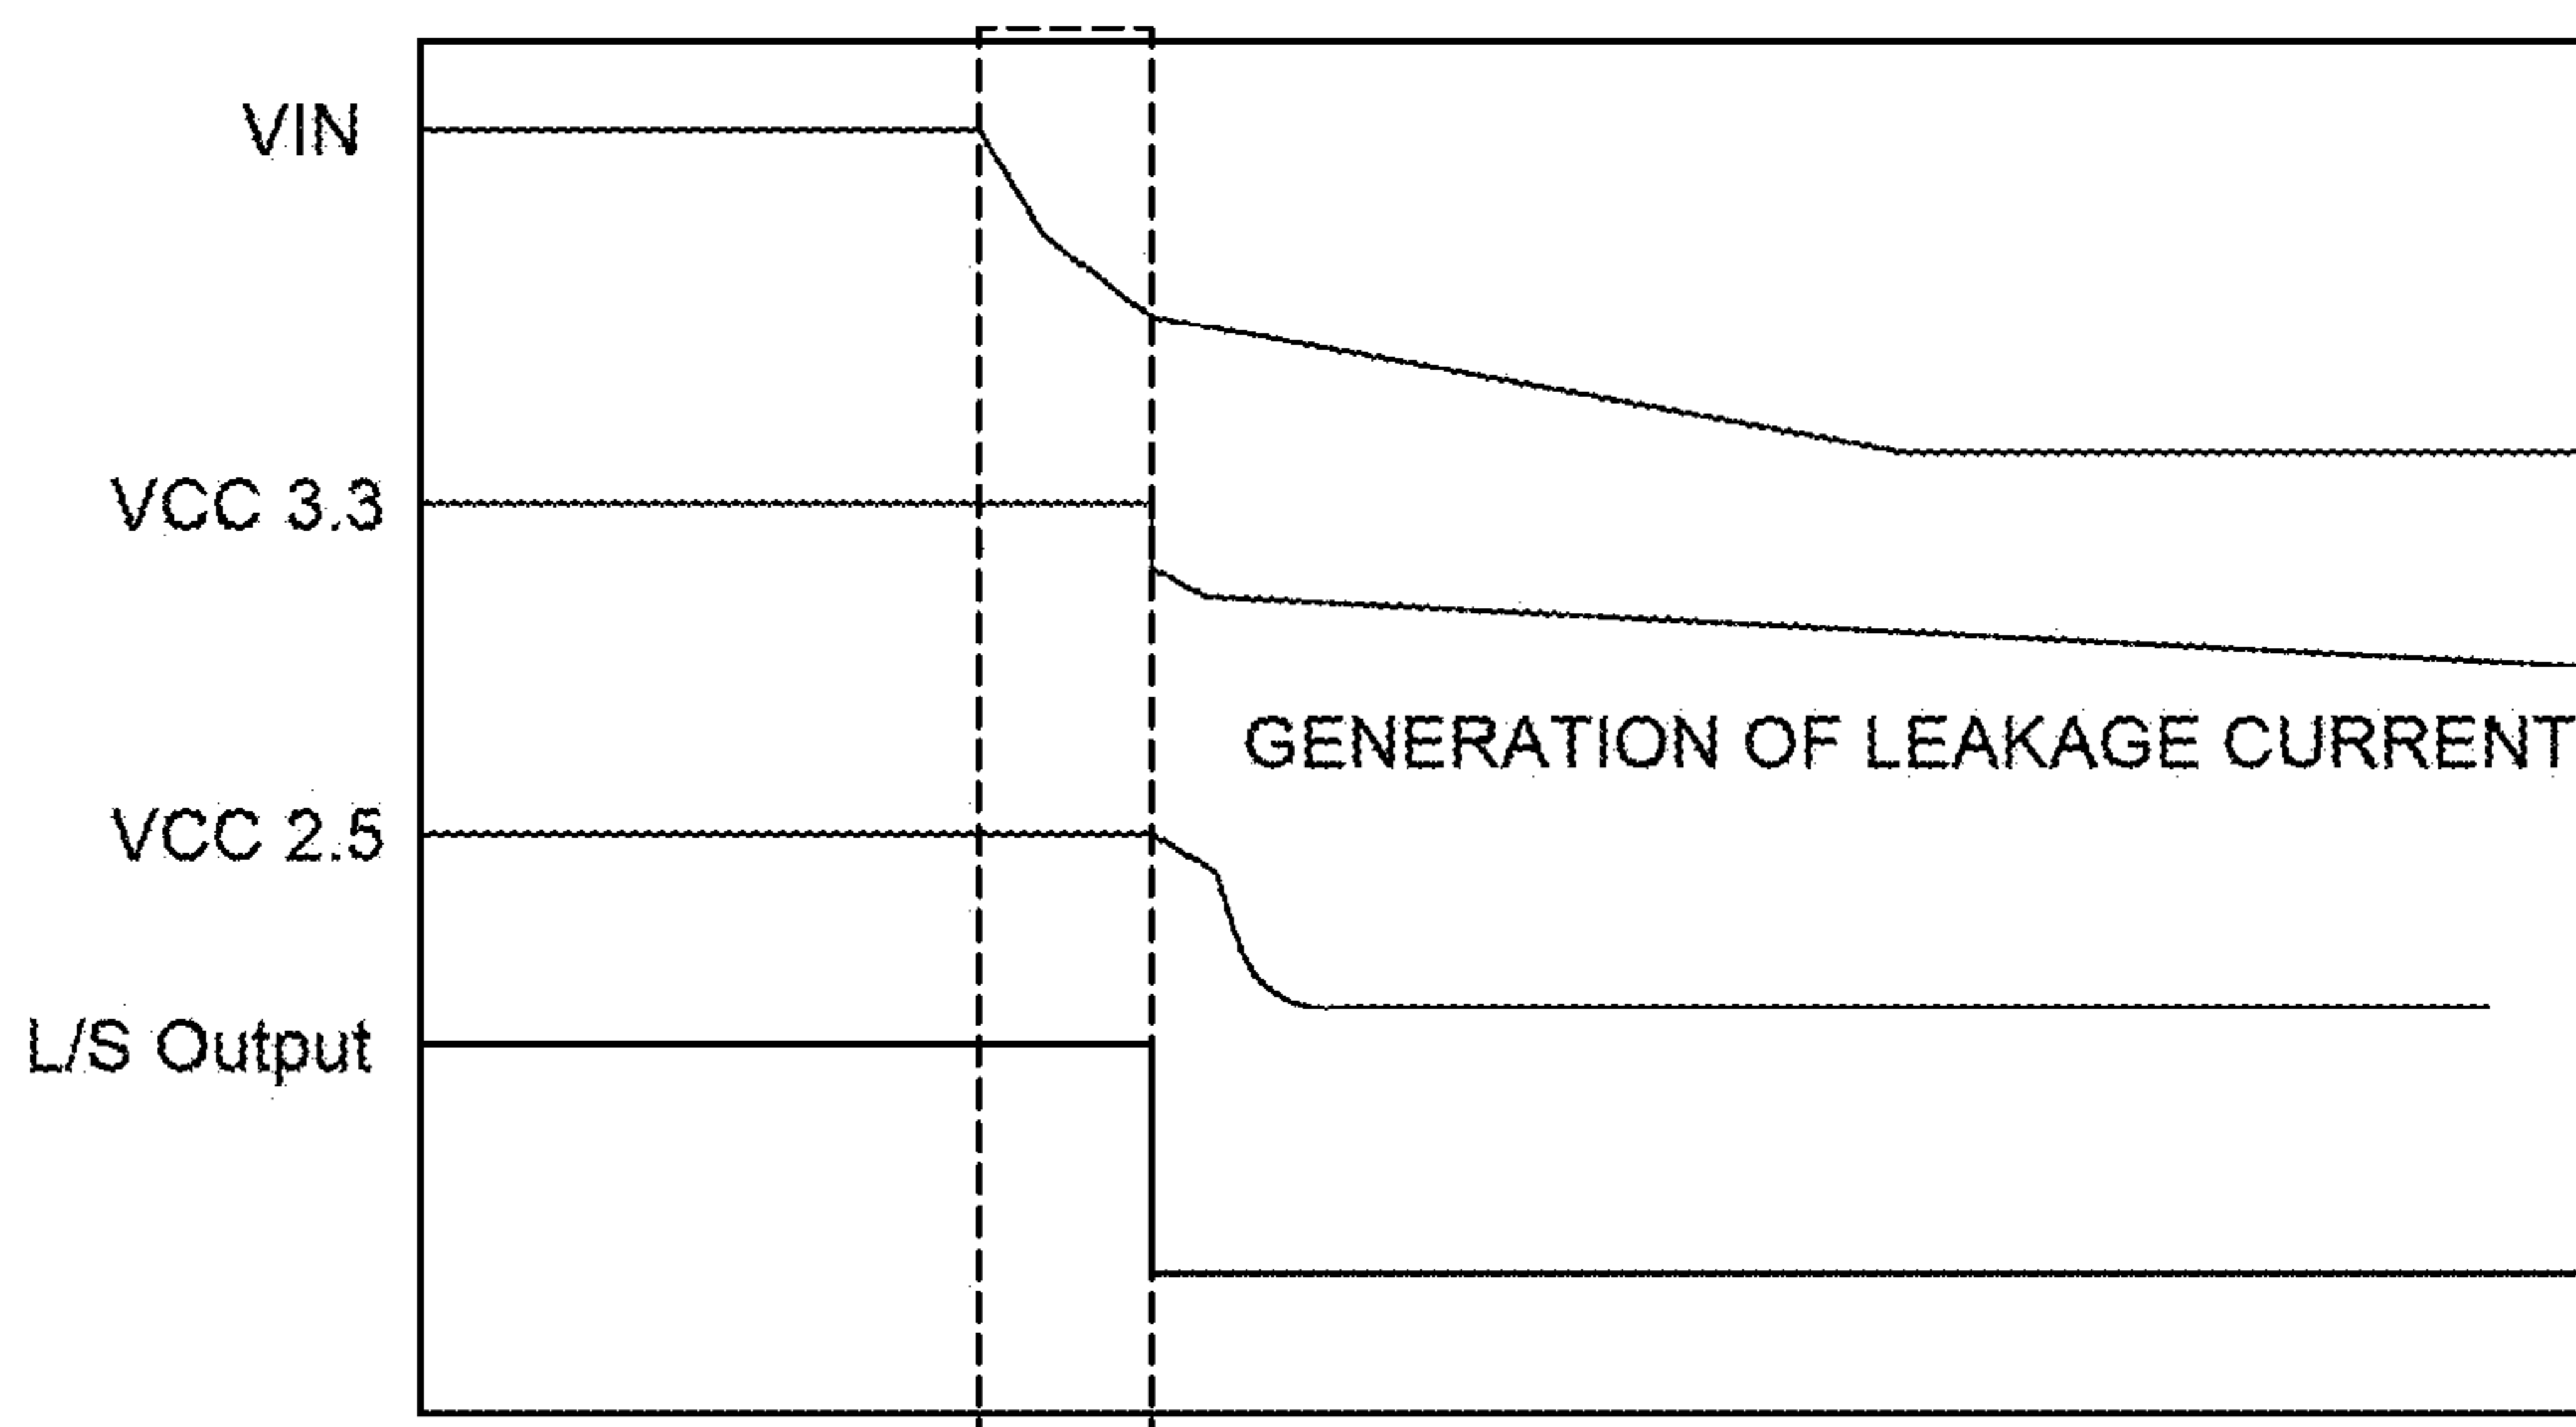 VIN
VCC 3.3
GENERATION OF LEAKAGE CURRENT
VCC 2.5
L/S Output